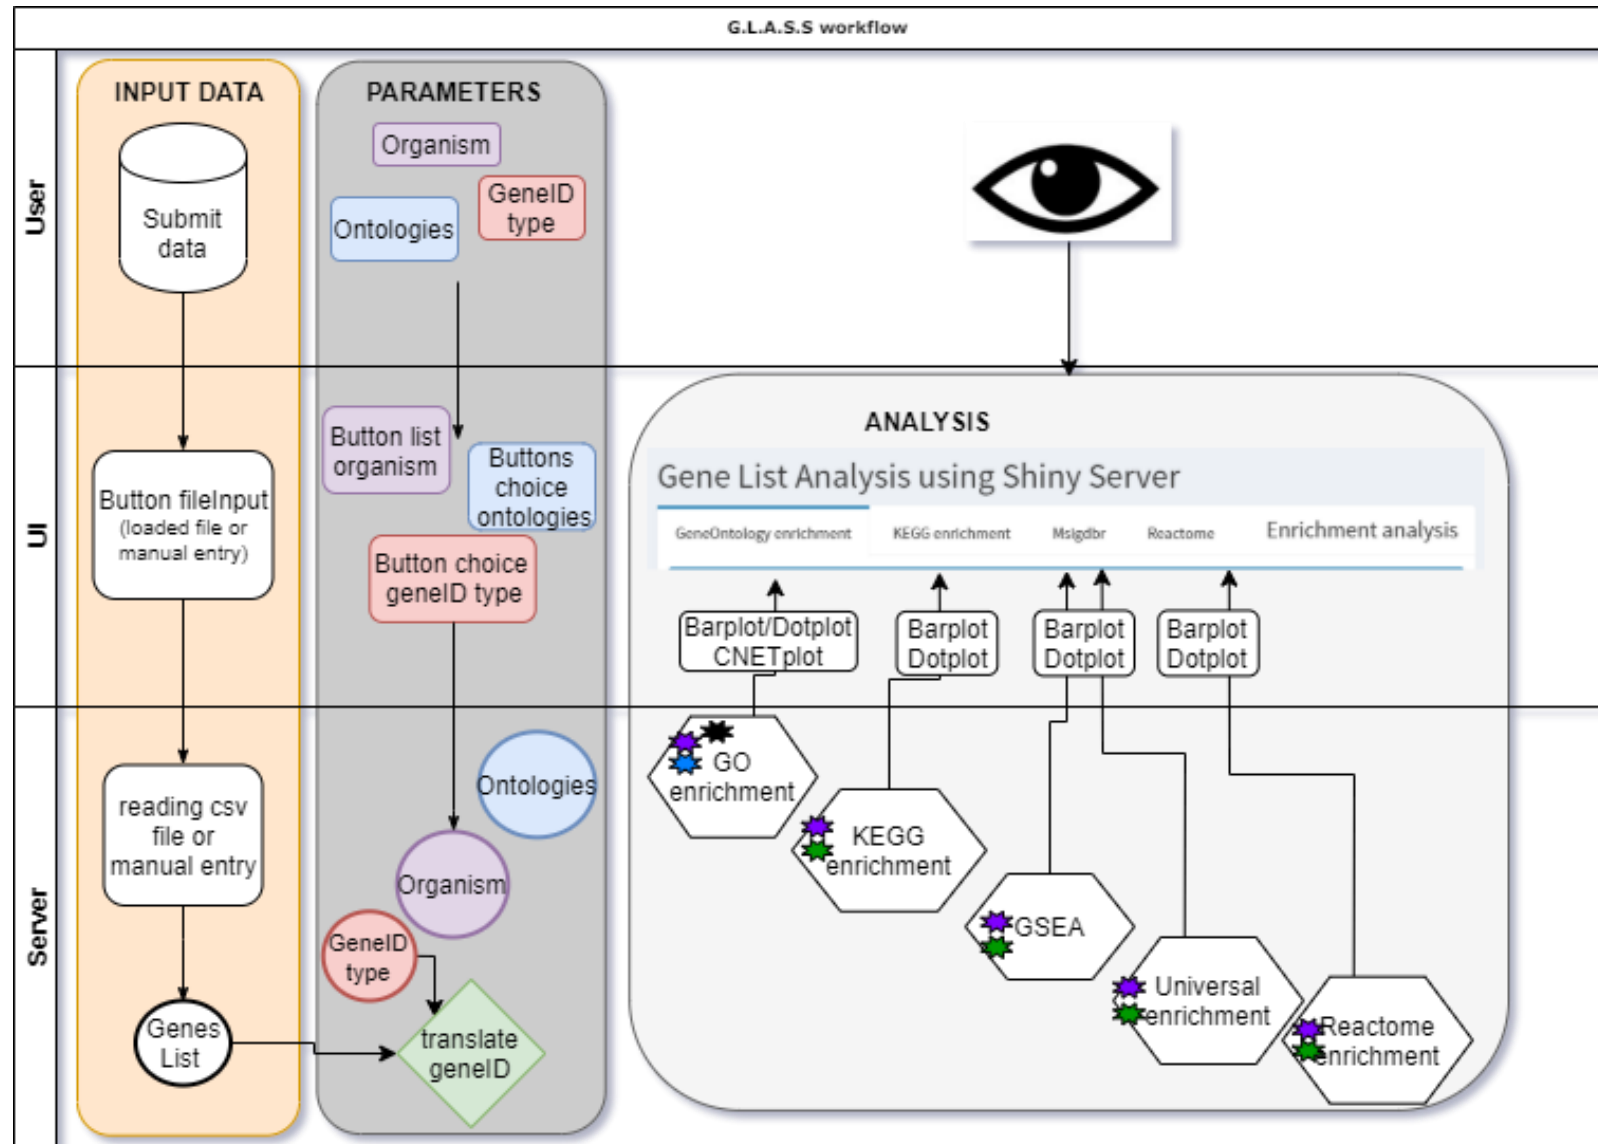 G.L.A.S.S workflow
User
INPUT DATA
Submit
data
PARAMETERS
Organism
GeneID
type
Ontologies
UI
Button fileInput
(loaded file or
manual entry)
Button list
organism
Buttons
choice
ontologies
Button choice
geneID type
ANALYSIS
Gene List Analysis using Shiny Server
GeneOntology enrichment
KEGG enrichment
Msigdbr
Reactome
Enrichment analysis
Barplot/Dotplot
CNETplot
Barplot
Dotplot
Barplot
Dotplot
Barplot
Dotplot
Server
reading csv
file or
manual entry
Genes
List
Ontologies
Organism
GeneID
type
translate
geneID
GO
enrichment
KEGG
enrichment
GSEA
Universal
enrichment
Reactome
enrichment